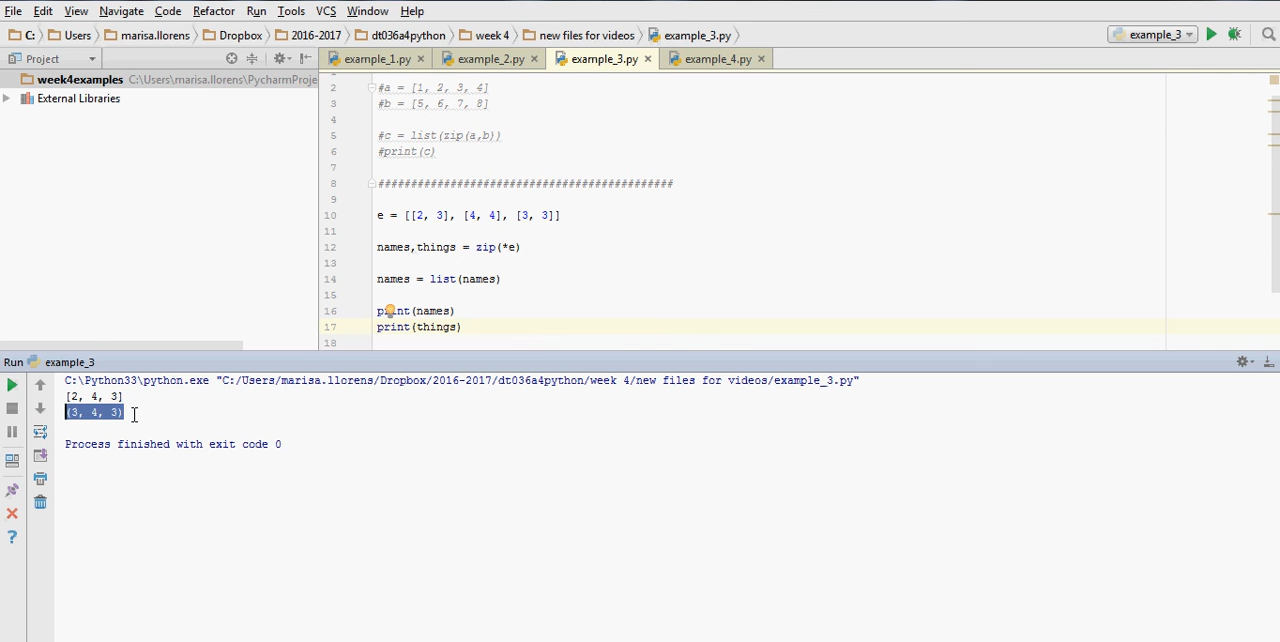 File Edit View Navigate Code Refactor Run Tools VCS Window Help
C: Users marisa.llorens Dropbox 2016-2017 dt036a4python week 4 new files for videos example_3.py example_3
Project example_1.py example_2.py example_3.py example_4.py
week4examples C:\Users\marisa.llorens\PycharmProje
External Libraries
2 #a = [1, 2, 3, 4]
3 #b = [5, 6, 7, 8]
4
5 #c = list(zip(a,b))
6 #print(c)
7
8 #############################################
9
10 e = [[2, 3], [4, 4], [3, 3]]
11
12 names,things = zip(*e)
13
14 names = list(names)
15
16 print(names)
17 print(things)
18
Run example_3
C:\Python33\python.exe "C:/Users/marisa.llorens/Dropbox/2016-2017/dt036a4python/week 4/new files for videos/example_3.py"
[2, 4, 3]
(3, 4, 3)
Process finished with exit code 0